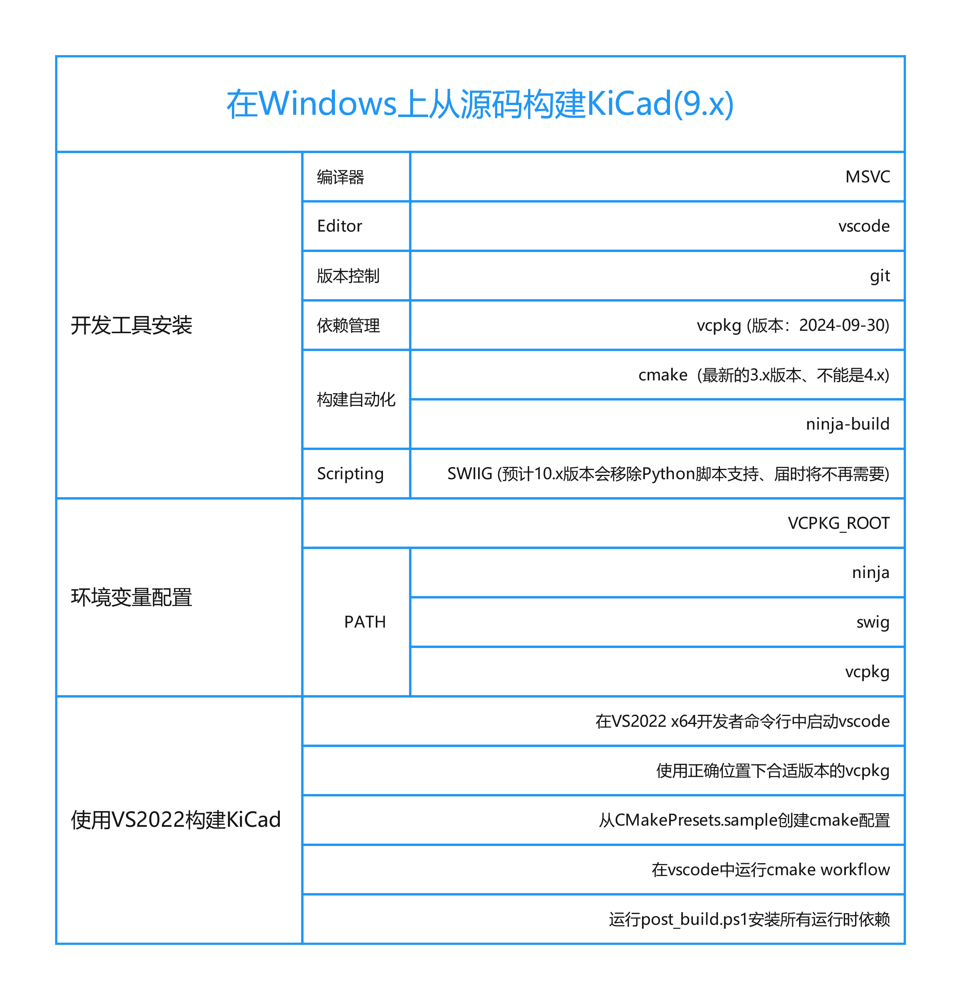 在Windows上从源码构建KiCad(9.x)
开发工具安装
编译器
MSVC
Editor
vscode
版本控制
git
依赖管理
vcpkg (版本：2024-09-30)
构建自动化
cmake（最新的3.x版本、不能是4.x)
ninja-build
Scripting
SWIIG (预计10.x版本会移除Python脚本支持、届时将不再需要)
环境变量配置
VCPKG_ROOT
PATH
ninja
swig
vcpkg
使用VS2022构建KiCad
在VS2022 x64开发者命令行中启动vscode
使用正确位置下合适版本的vcpkg
从CMakePresets.sample创建cmake配置
在vscode中运行cmake workflow
运行post_build.ps1安装所有运行时依赖